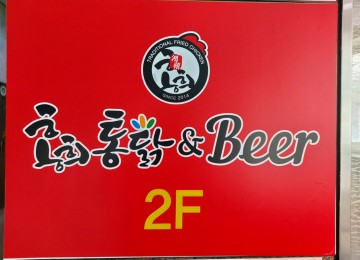 TRADITIONAL FRIED CHICKEN
SINCE 2014
통닭 & Beer
2F